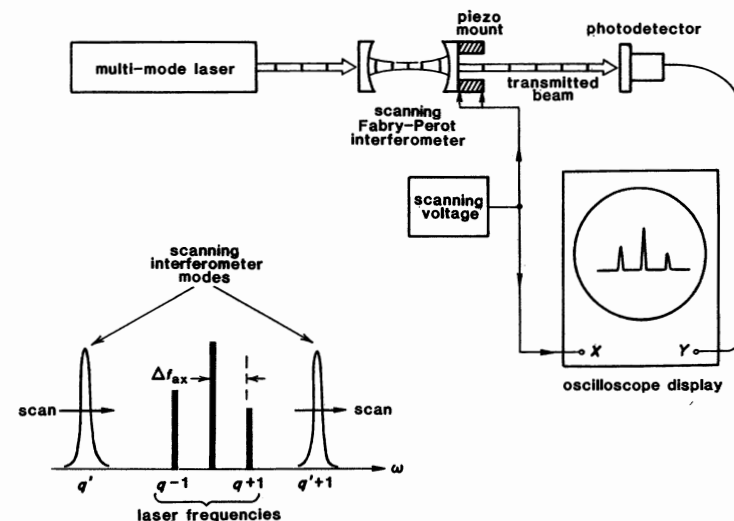 piezo
mount
photodetector
multi-mode laser
transmitted
beam
scanning
Fabry-Perot
interferometer
scanning
voltage
scanning
interferometer
modes
Δf_ax
scan
scan
X
Y
oscilloscope display
ω
q'
q-1
q+1
q'+1
laser frequencies